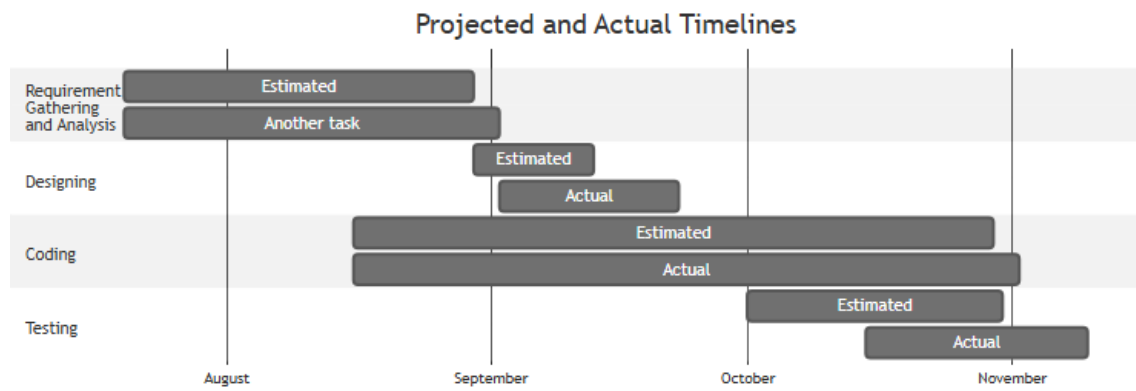 Projected and Actual Timelines
Requirement
Gathering
and Analysis
Estimated
Another task
Designing
Estimated
Actual
Coding
Estimated
Actual
Testing
Estimated
Actual
August
September
October
November